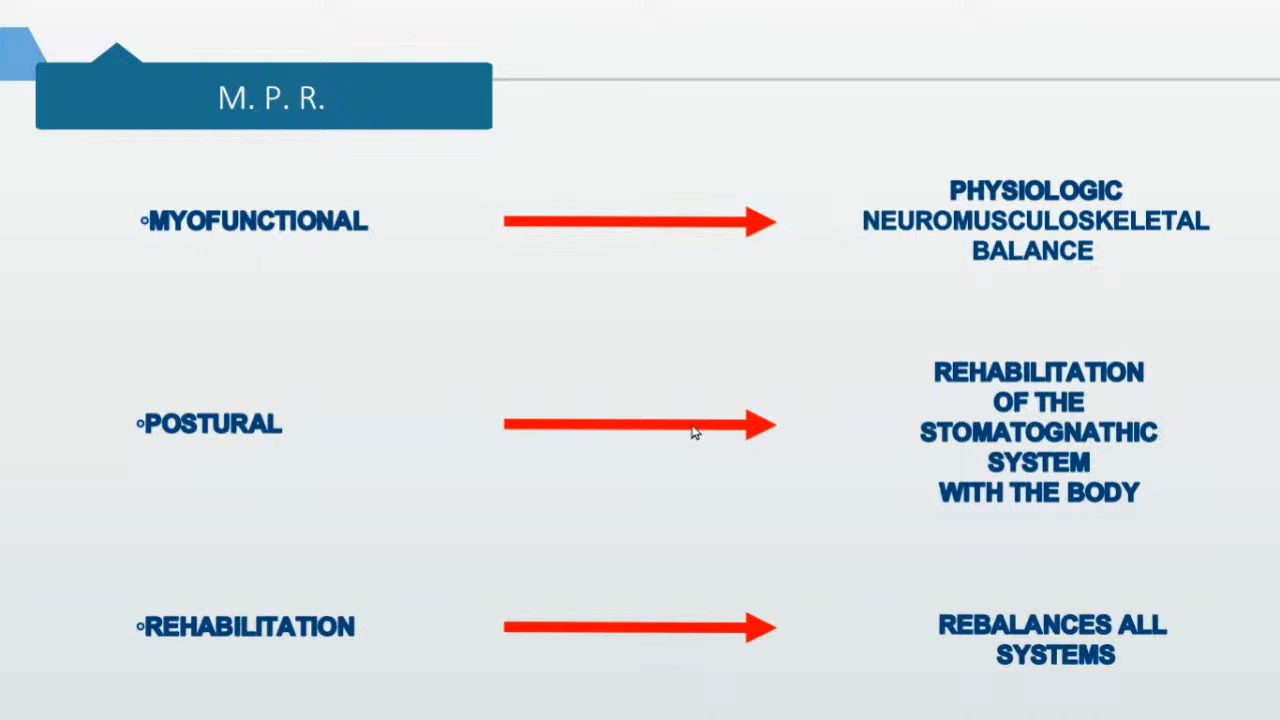 M. P. R.
°MYOFUNCTIONAL
PHYSIOLOGIC
NEUROMUSCULOSKELETAL
BALANCE
°POSTURAL
REHABILITATION
OF THE
STOMATOGNATHIC
SYSTEM
WITH THE BODY
°REHABILITATION
REBALANCES ALL
SYSTEMS